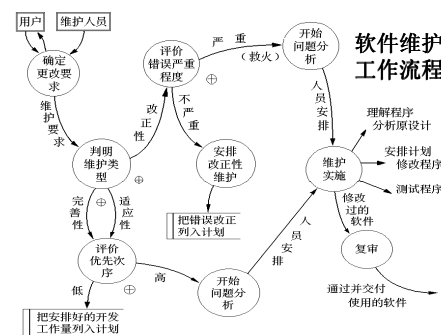 用户
维护人员
软件维护
工作流程
确定
更改要求
维护要求
评价
错误严重
程度
严 重
(救火)
开始
问题分
析
人员安排
改正性
不严重
判明
维护类
型
安排
改正性
维护
维护
实施
理解程序
分析原设计
安排计划
修改程序
测试程序
完善性
适应性
把错误改正
列入计划
修改
过的
软件
人员安排
评价
优先次
序
高
开始
问题分
析
复审
低
把安排好的开发
工作量列入计划
通过并交付
使用的软件